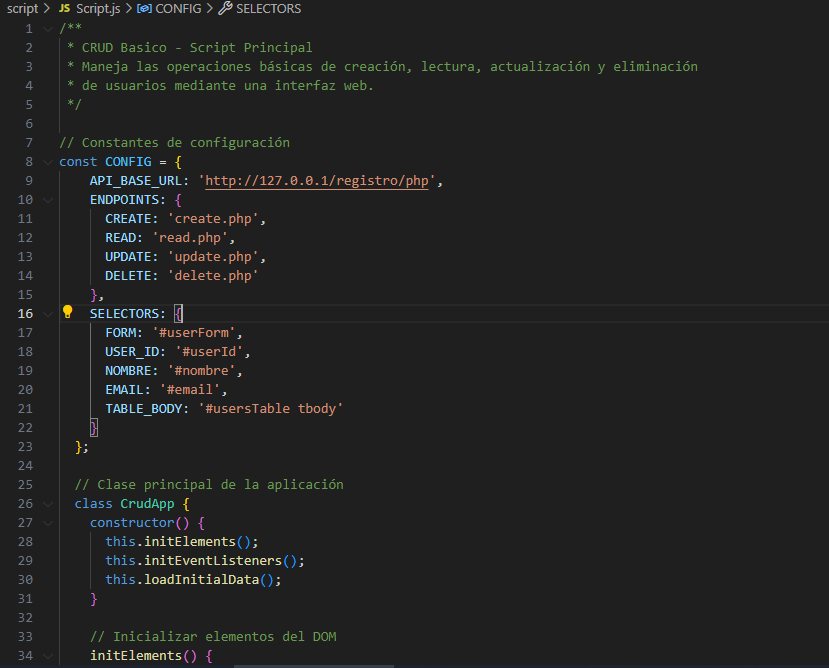 script > JS Script.js > CONFIG > SELECTORS
1 /**
2 * CRUD Basico - Script Principal
3 * Maneja las operaciones básicas de creación, lectura, actualización y eliminación
4 * de usuarios mediante una interfaz web.
5 */
6
7 // Constantes de configuración
8 const CONFIG = {
9 API_BASE_URL: 'http://127.0.0.1/registro/php',
10 ENDPOINTS: {
11 CREATE: 'create.php',
12 READ: 'read.php',
13 UPDATE: 'update.php',
14 DELETE: 'delete.php'
15 },
16 SELECTORS: {
17 FORM: '#userForm',
18 USER_ID: '#userId',
19 NOMBRE: '#nombre',
20 EMAIL: '#email',
21 TABLE_BODY: '#usersTable tbody'
22 }
23 };
24
25 // Clase principal de la aplicación
26 class CrudApp {
27 constructor() {
28 this.initElements();
29 this.initEventListeners();
30 this.loadInitialData();
31 }
32
33 // Inicializar elementos del DOM
34 initElements() {